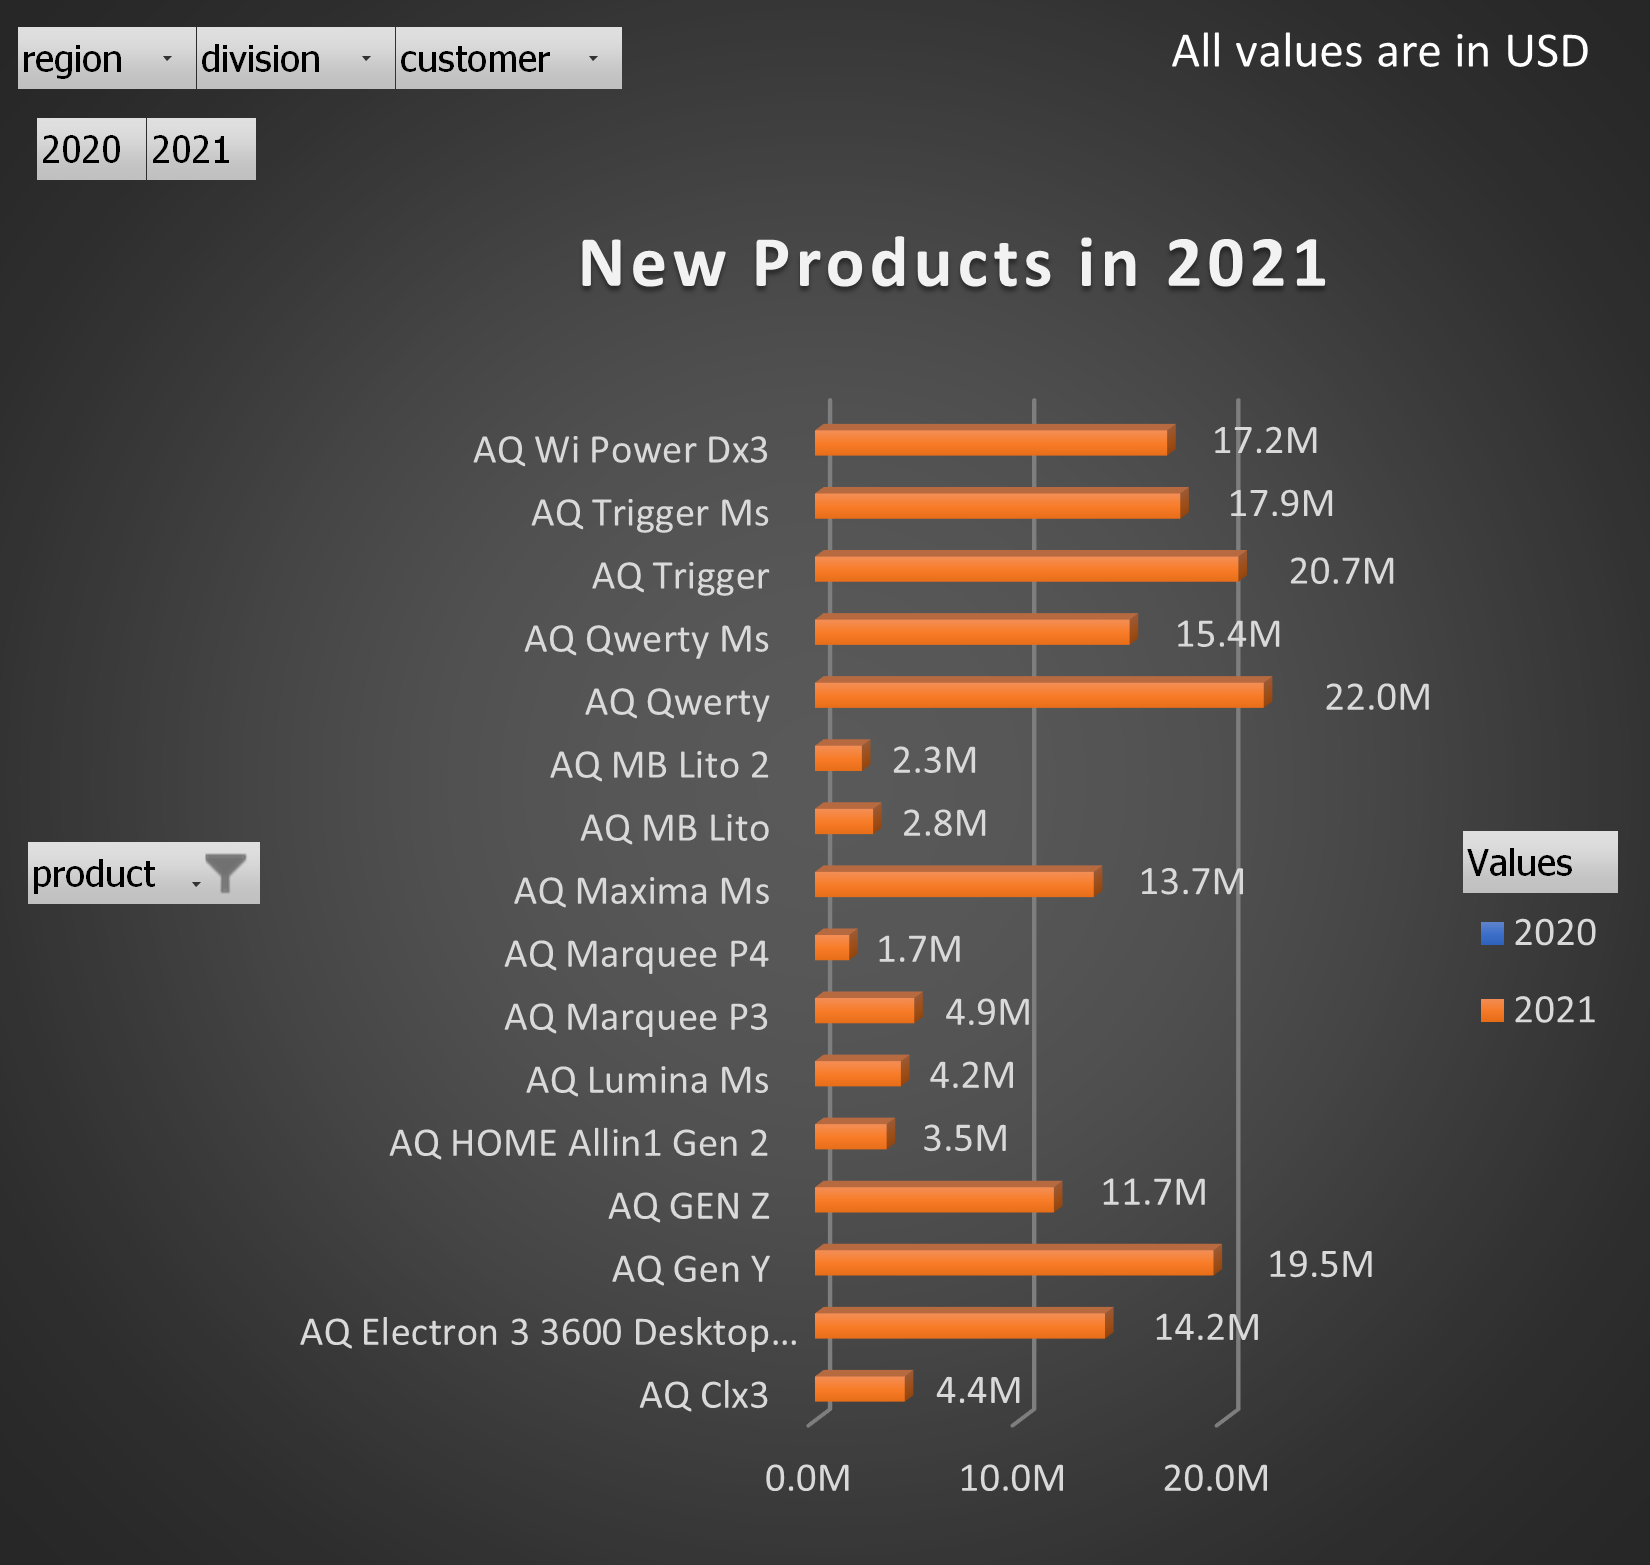 region division customer
All values are in USD
2020 2021
New Products in 2021
AQ Wi Power Dx3 17.2M
AQ Trigger Ms 17.9M
AQ Trigger 20.7M
AQ Qwerty Ms 15.4M
AQ Qwerty 22.0M
AQ MB Lito 2 2.3M
AQ MB Lito 2.8M
AQ Maxima Ms 13.7M
AQ Marquee P4 1.7M
AQ Marquee P3 4.9M
AQ Lumina Ms 4.2M
AQ HOME Allin1 Gen 2 3.5M
AQ GEN Z 11.7M
AQ Gen Y 19.5M
AQ Electron 3 3600 Desktop... 14.2M
AQ Clx3 4.4M
0.0M 10.0M 20.0M
product
Values
2020
2021